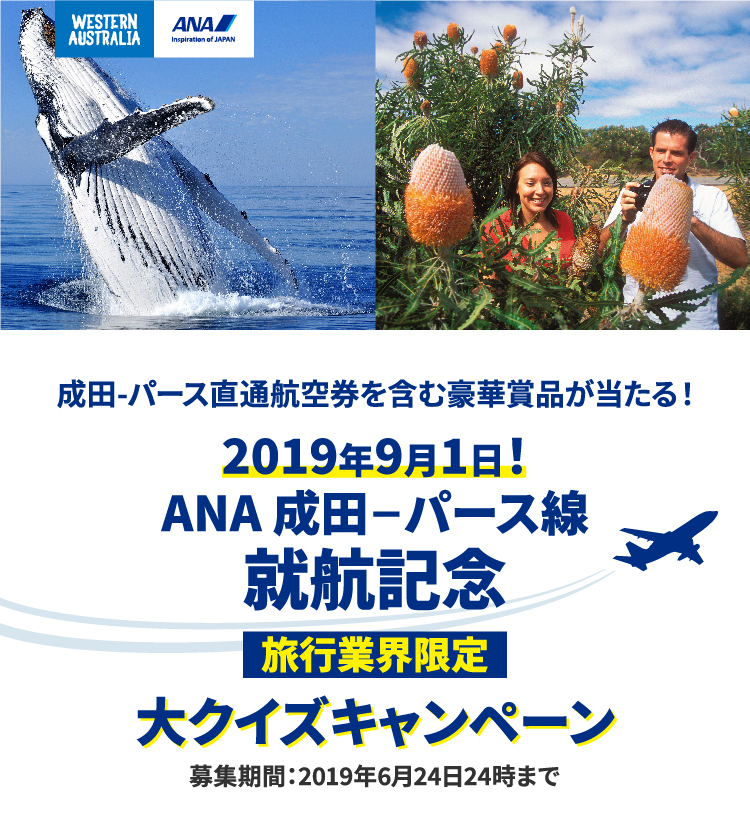 WESTERN
AUSTRALIA
ANA
Inspiration of JAPAN
成田-パース直通航空券を含む豪華賞品が当たる！
2019年9月1日！
ANA 成田－パース線
就航記念
旅行業界限定
大クイズキャンペーン
募集期間：2019年6月24日24時まで